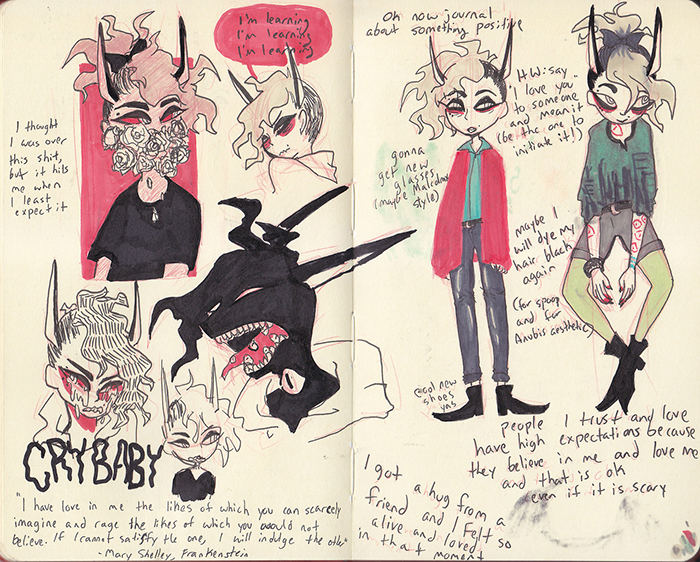 I'm learning
I'm learning
I'm learning
I thought
I was over
this shit,
but it hits
me when
I least
expect it
CRYBABY
"I have love in me the likes of which you can scarcely
imagine and rage the likes of which you would not
believe. If I cannot satisfy the one, I will indulge the other"
- Mary Shelley, Frankenstein
Oh now journal
about something positive
HW: say
"I love you"
to someone
and mean it
(be the one to
initiate it!)
gonna
get new
glasses
(maybe
style)
maybe I
will dye my
hair black
again
(for spoop
and for
Anubis aesthetic)
new
shoes
yas
people I trust and love
have high expectations because
they believe in me and love me
and that is ok
even if it is scary
I got a hug from a
friend and I felt so
alive and loved
in that moment